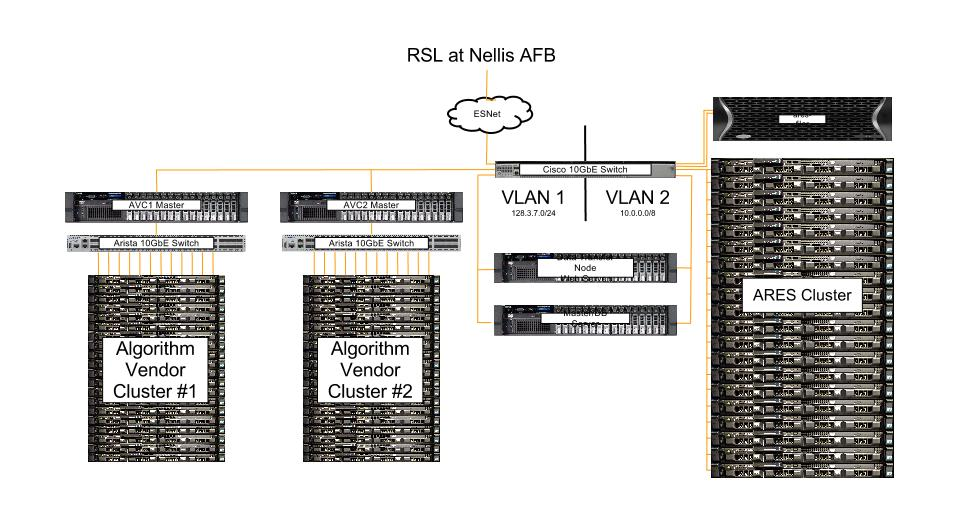 RSL at Nellis AFB
ESNet
Cisco 10GbE Switch
VLAN 1
128.3.7.0/24
VLAN 2
10.0.0.0/8
AVC1 Master
Arista 10GbE Switch
AVC2 Master
Arista 10GbE Switch
Node
Algorithm
Vendor
Cluster #1
Algorithm
Vendor
Cluster #2
ARES Cluster